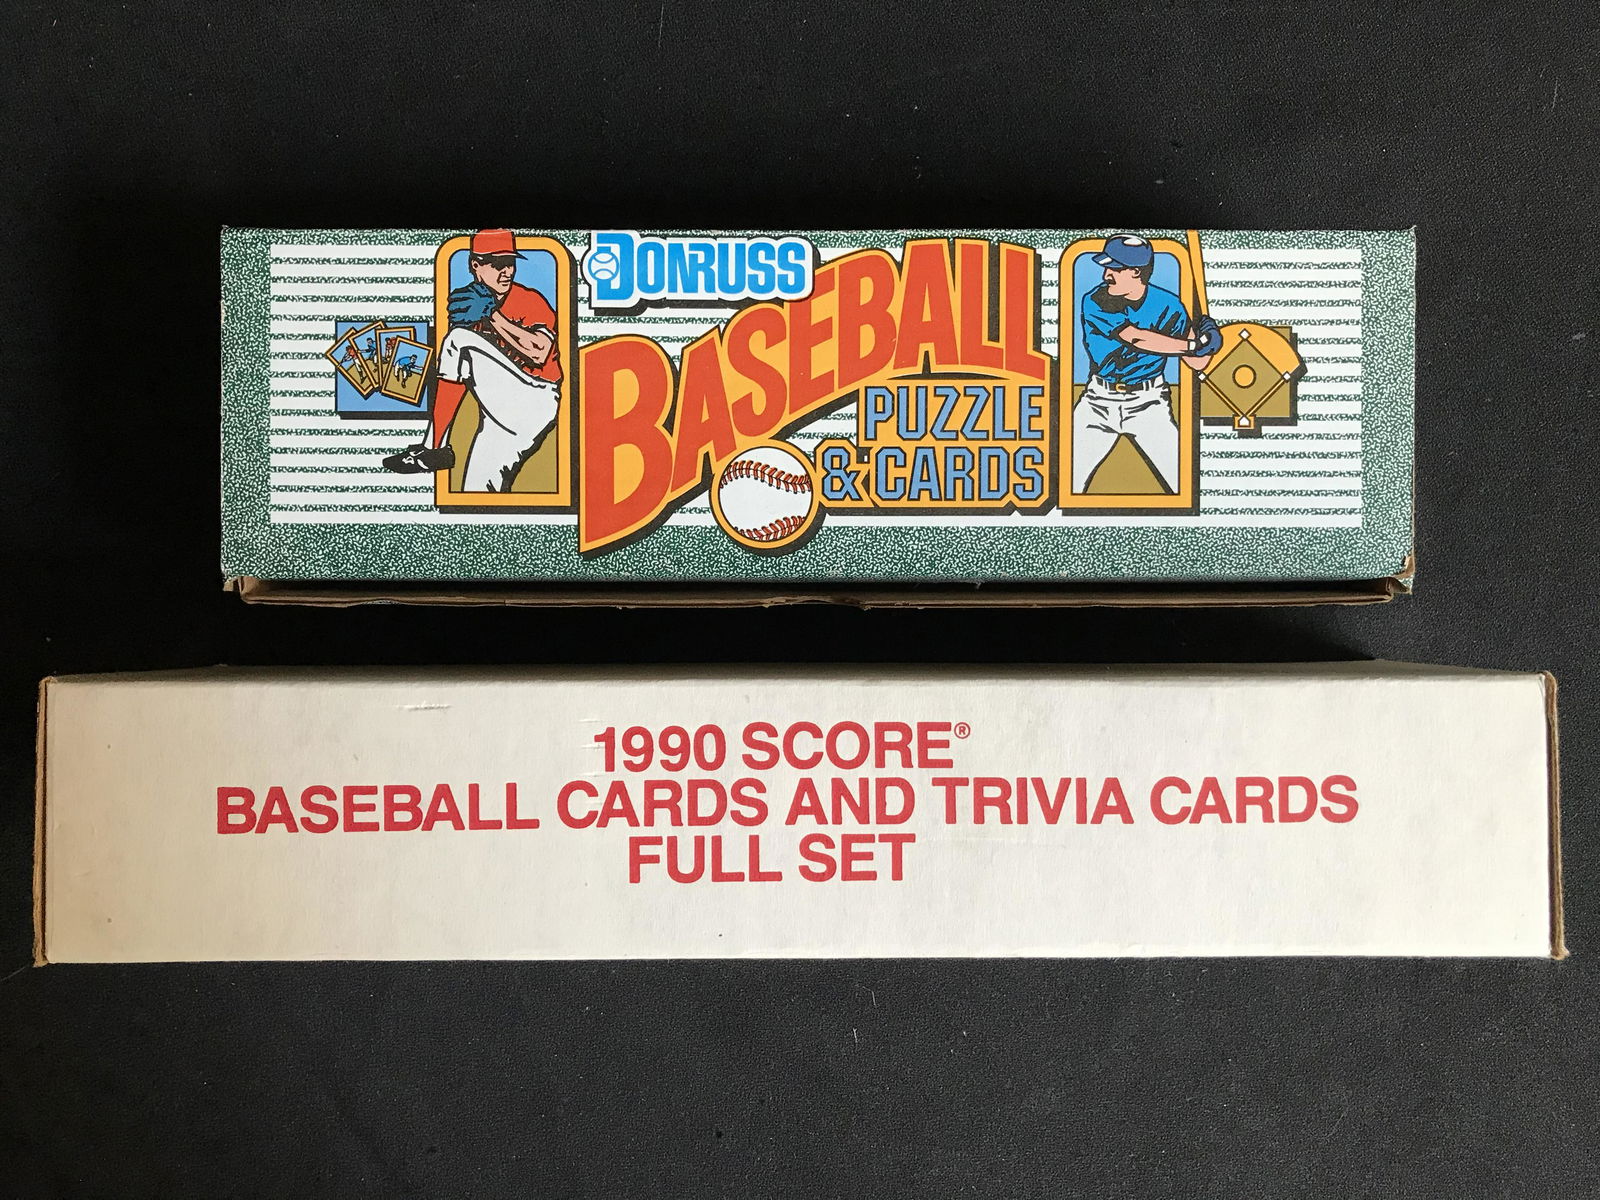 DONRUSS
BASEBALL
PUZZLE
& CARDS
1990 SCORE®
BASEBALL CARDS AND TRIVIA CARDS
FULL SET